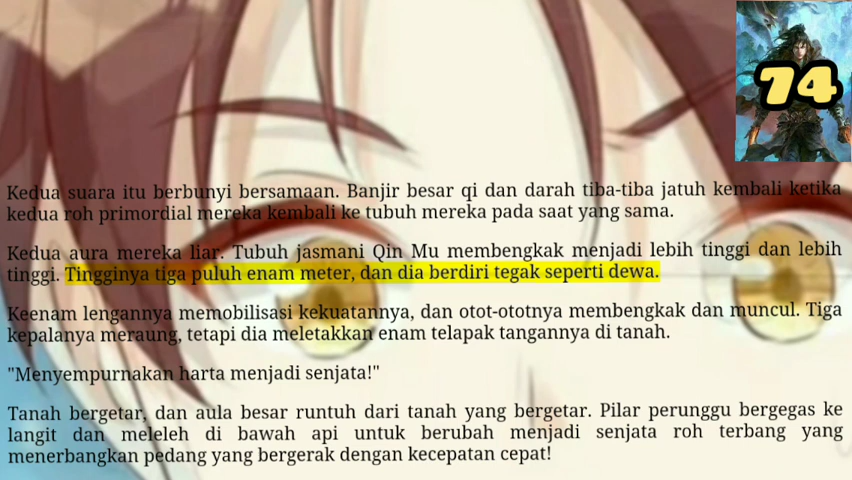 74
Kedua suara itu berbunyi bersamaan. Banjir besar qi dan darah tiba-tiba jatuh kembali ketika
kedua roh primordial mereka kembali ke tubuh mereka pada saat yang sama.
Kedua aura mereka liar. Tubuh jasmani Qin Mu membengkak menjadi lebih tinggi dan lebih
tinggi. Tingginya tiga puluh enam meter, dan dia berdiri tegak seperti dewa.
Keenam lengannya memobilisasi kekuatannya, dan otot-ototnya membengkak dan muncul. Tiga
kepalanya meraung, tetapi dia meletakkan enam telapak tangannya di tanah.
"Menyempurnakan harta menjadi senjata!"
Tanah bergetar, dan aula besar runtuh dari tanah yang bergetar. Pilar perunggu bergegas ke
langit dan meleleh di bawah api untuk berubah menjadi senjata roh terbang yang
menerbangkan pedang yang bergerak dengan kecepatan cepat!